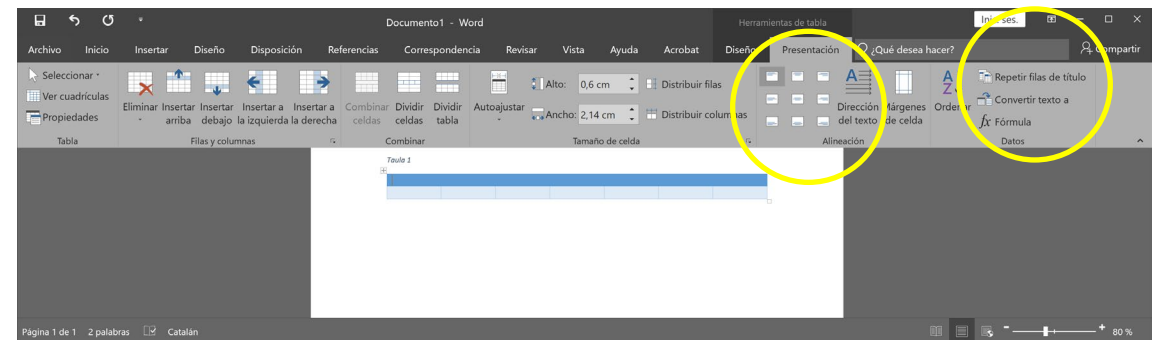 Documento1 - Word
Herramientas de tabla
Archivo Inicio Insertar Diseño Disposición Referencias Correspondencia Revisar Vista Ayuda Acrobat Diseño Presentación ¿Qué desea hacer? Compartir
Seleccionar
Ver cuadrículas
Propiedades
Tabla
Eliminar
Insertar arriba
Insertar debajo
Insertar a la izquierda
Insertar a la derecha
Filas y columnas
Combinar celdas
Dividir celdas
Dividir tabla
Combinar
Autoajustar
Alto: 0,6 cm
Ancho: 2,14 cm
Distribuir filas
Distribuir columnas
Tamaño de celda
Dirección del texto
Márgenes de celda
Alineación
Ordenar
Repetir filas de título
Convertir texto a
fx Fórmula
Datos
Taula 1
Página 1 de 1 2 palabras Catalán
80 %